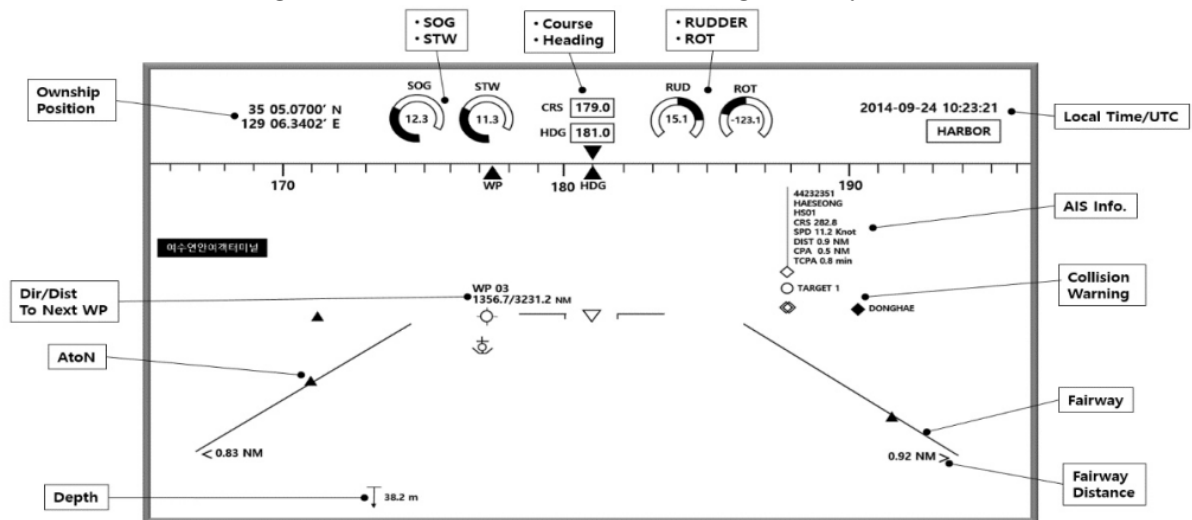 • SOG
• STW
• Course
• Heading
• RUDDER
• ROT
Ownship
Position
35 05.0700' N
129 06.3402' E
SOG
12.3
STW
11.3
CRS 179.0
HDG 181.0
RUD
15.1
ROT
-123.1
2014-09-24 10:23:21
HARBOR
Local Time/UTC
170
WP
180
HDG
190
44232351
HAESEONG
HS01
CRS 282.8
SPD 11.2 Knot
DIST 0.9 NM
CPA 0.5 NM
TCPA 0.8 min
AIS Info.
여수연안여객터미널
Dir/Dist
To Next WP
WP 03
1356.7/3231.2 NM
TARGET 1
DONGHAE
Collision
Warning
AtoN
Fairway
< 0.83 NM
0.92 NM >
Fairway
Distance
Depth
38.2 m